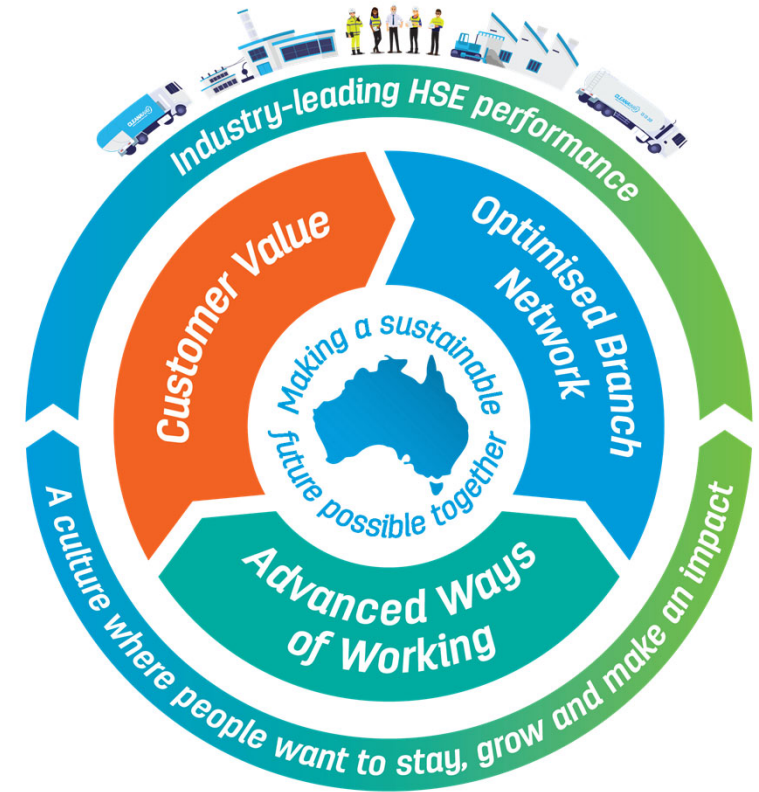 Industry-leading HSE performance
Customer Value
Optimised Branch
Network
Making a sustainable
future possible together
Advanced Ways
of Working
A culture where people want to stay, grow and make an impact